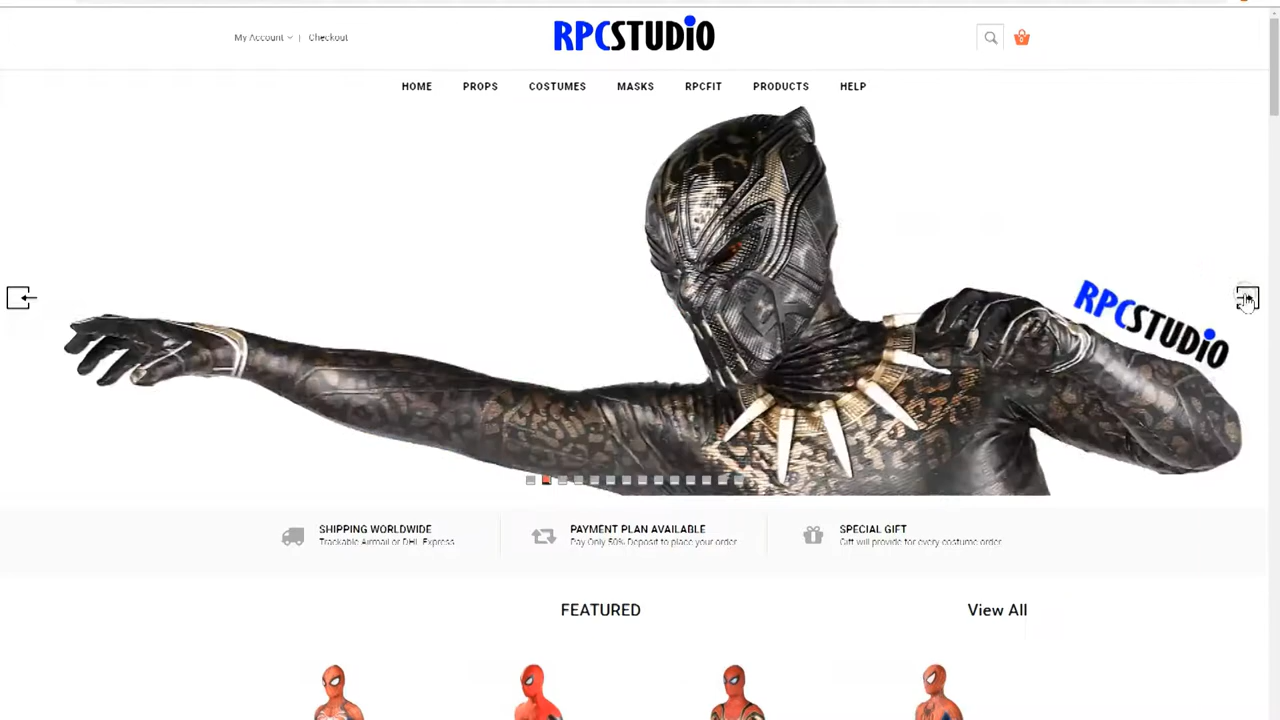 My Account | Checkout
RPCSTUDiO
HOME PROPS COSTUMES MASKS RPCFIT PRODUCTS HELP
RPCSTUDiO
SHIPPING WORLDWIDE
Trackable Airmail or DHL Express
PAYMENT PLAN AVAILABLE
Pay Only 50% Deposit to place your order
SPECIAL GIFT
Gift will provide for every costume order
FEATURED
View All